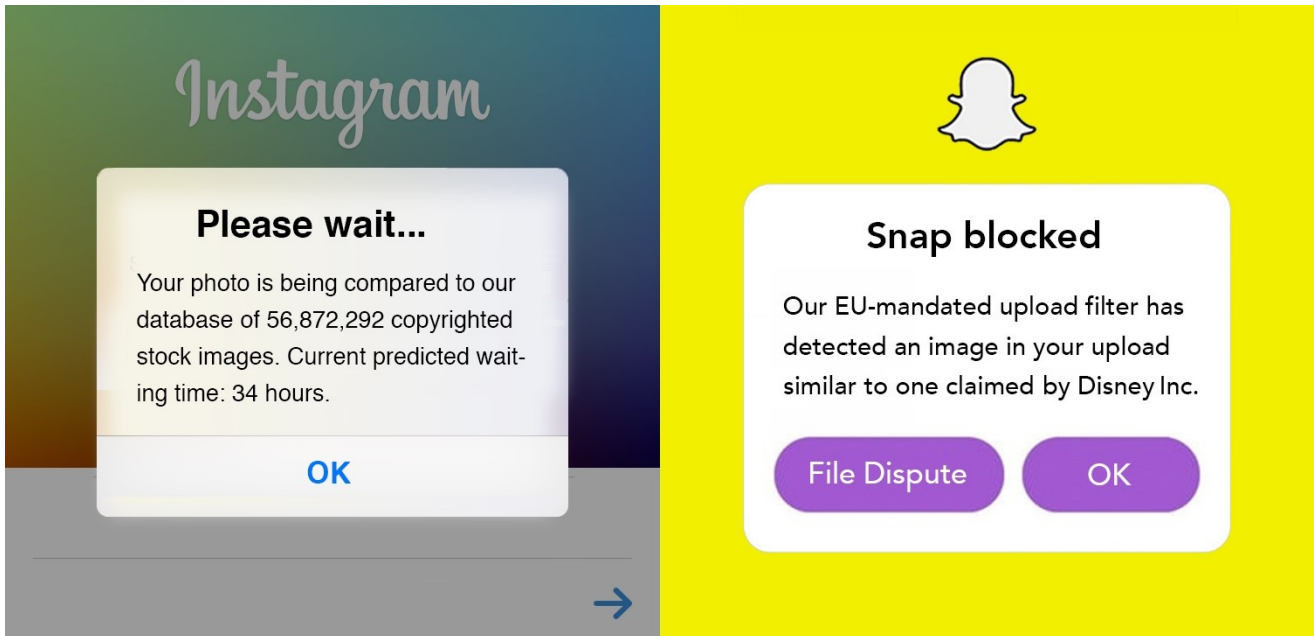 Instagram
Please wait...
Your photo is being compared to our
database of 56,872,292 copyrighted
stock images. Current predicted wait-
ing time: 34 hours.
OK
Snap blocked
Our EU-mandated upload filter has
detected an image in your upload
similar to one claimed by Disney Inc.
File Dispute
OK